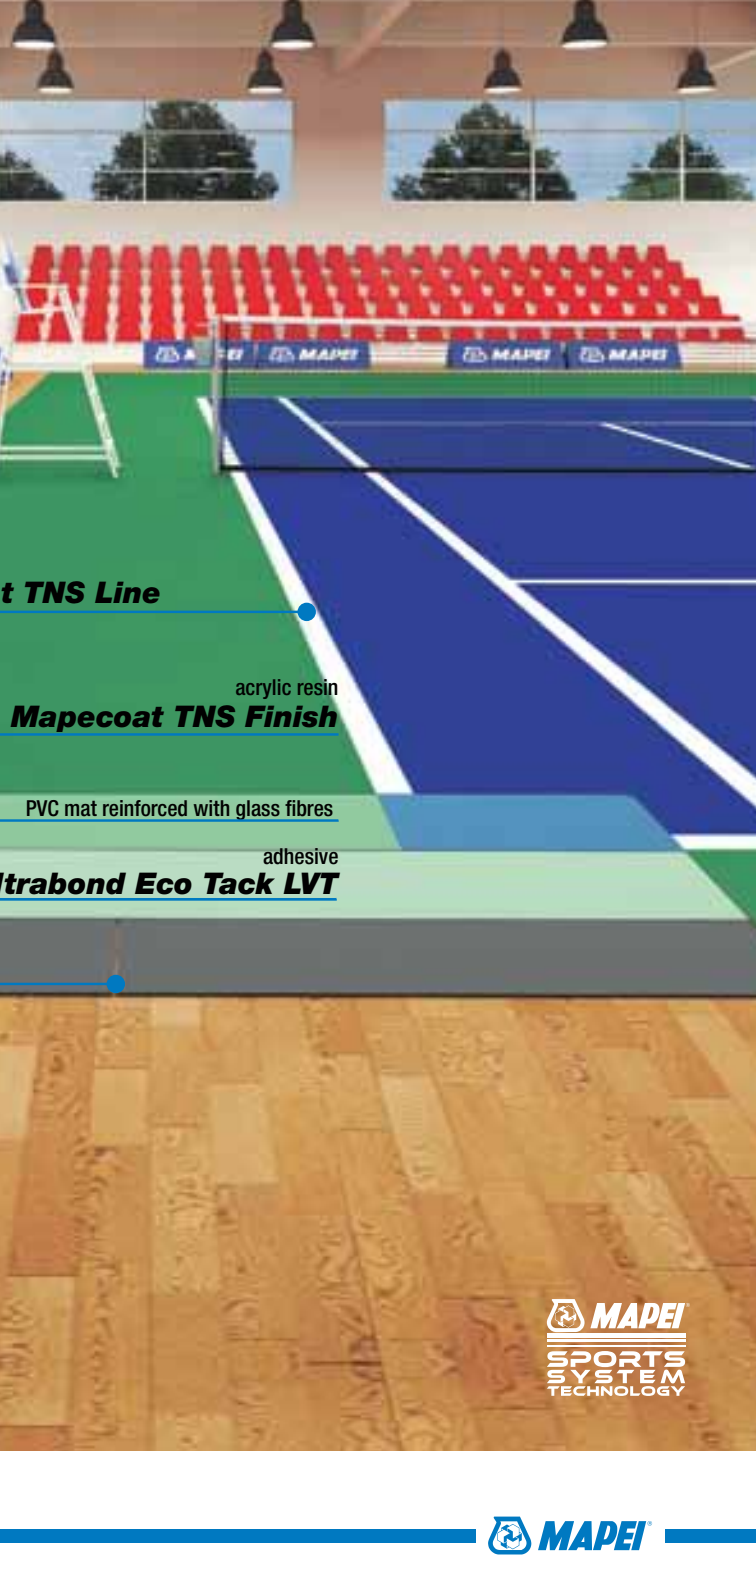 MAPEI
MAPEI
MAPEI
t TNS Line
acrylic resin
Mapecoat TNS Finish
PVC mat reinforced with glass fibres
adhesive
ltrabond Eco Tack LVT
MAPEI
SPORTS
SYSTEM
TECHNOLOGY
MAPEI